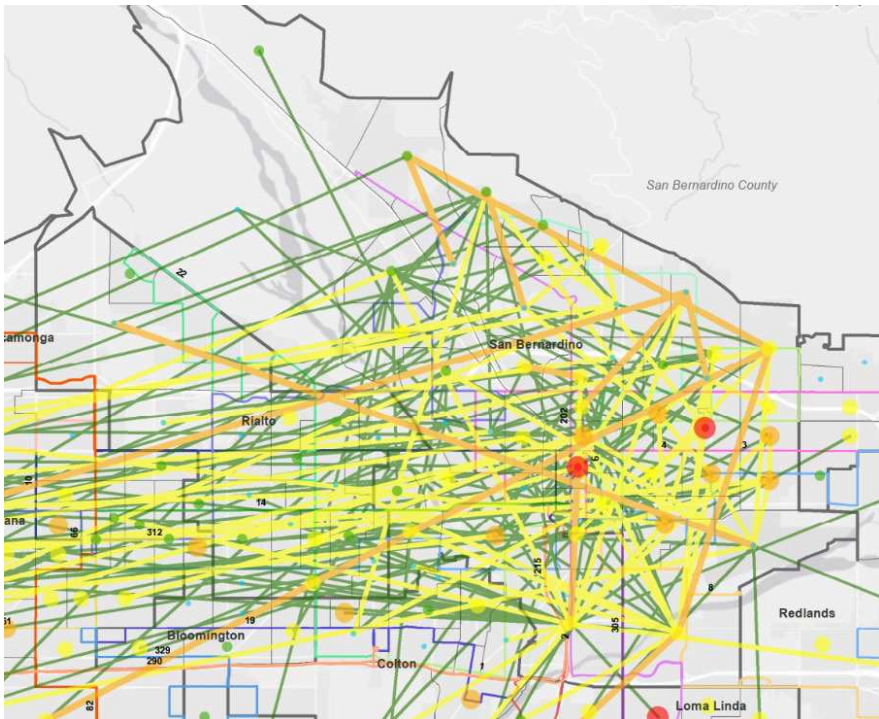 San Bernardino County
22
amonga
San Bernardino
202
Rialto
4
3
6
10
14
ana
66
312
215
8
61
19
305
Redlands
Bloomington
2
329
290
Colton
1
82
Loma Linda